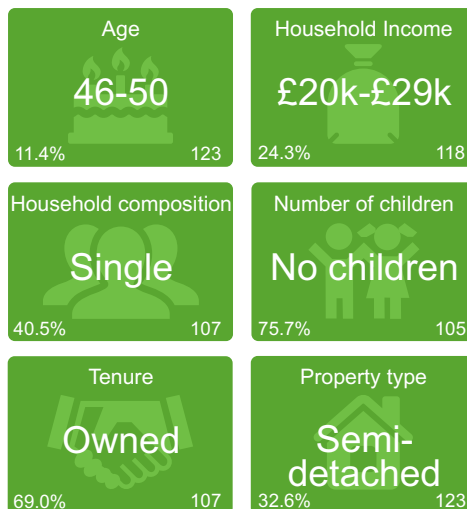 Age
46-50
11.4% 123
Household Income
£20k-£29k
24.3% 118
Household composition
Single
40.5% 107
Number of children
No children
75.7% 105
Tenure
Owned
69.0% 107
Property type
Semi-
detached
32.6% 123